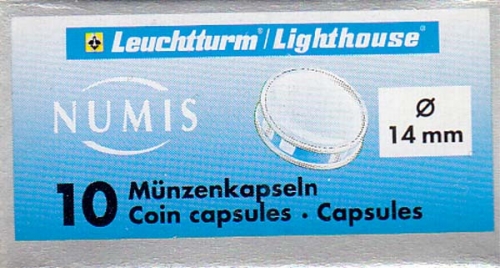 Leuchtturm / Lighthouse®
NUMIS
Ø
14 mm
10 Münzenkapseln
Coin capsules · Capsules